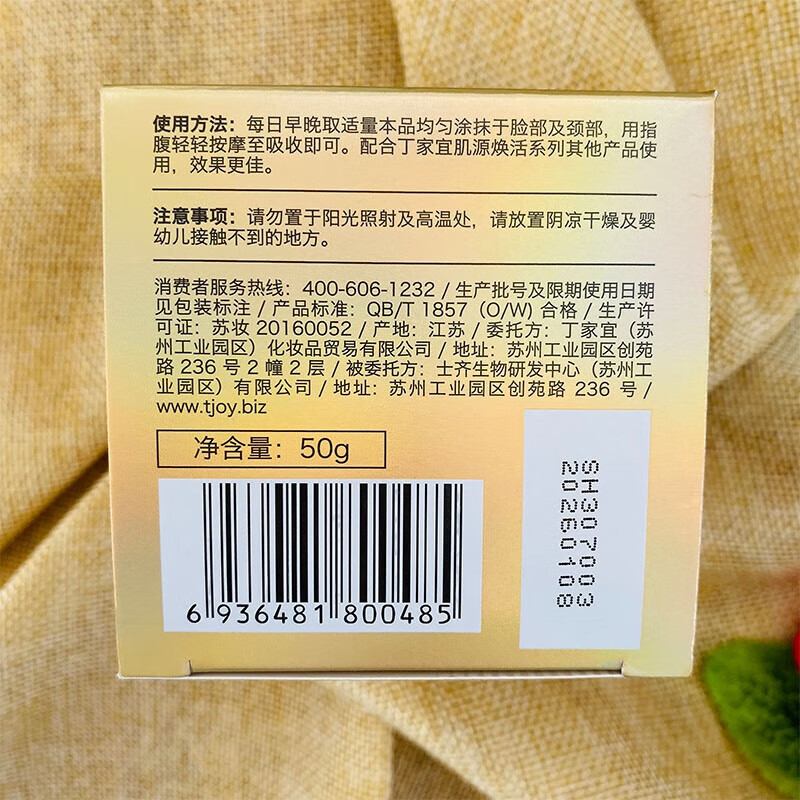 使用方法：每日早晚取适量本品均匀涂抹于脸部及颈部，用指
腹轻轻按摩至吸收即可。配合丁家宜肌源焕活系列其他产品使
用，效果更佳。
注意事项：请勿置于阳光照射及高温处，请放置阴凉干燥及婴
幼儿接触不到的地方。
消费者服务热线：400-606-1232 / 生产批号及限期使用日期
见包装标注 / 产品标准：QB/T 1857（O/W) 合格 / 生产许
可证：苏妆 20160052 / 产地：江苏 / 委托方：丁家宜（苏
州工业园区）化妆品贸易有限公司 / 地址：苏州工业园区创苑
路 236 号 2 幢 2 层 / 被委托方：士齐生物研发中心（苏州工
业园区）有限公司 / 地址：苏州工业园区创苑路 236 号 /
www.tjoy.biz
净含量：50g
6 936481 800485
SH307003
20260108